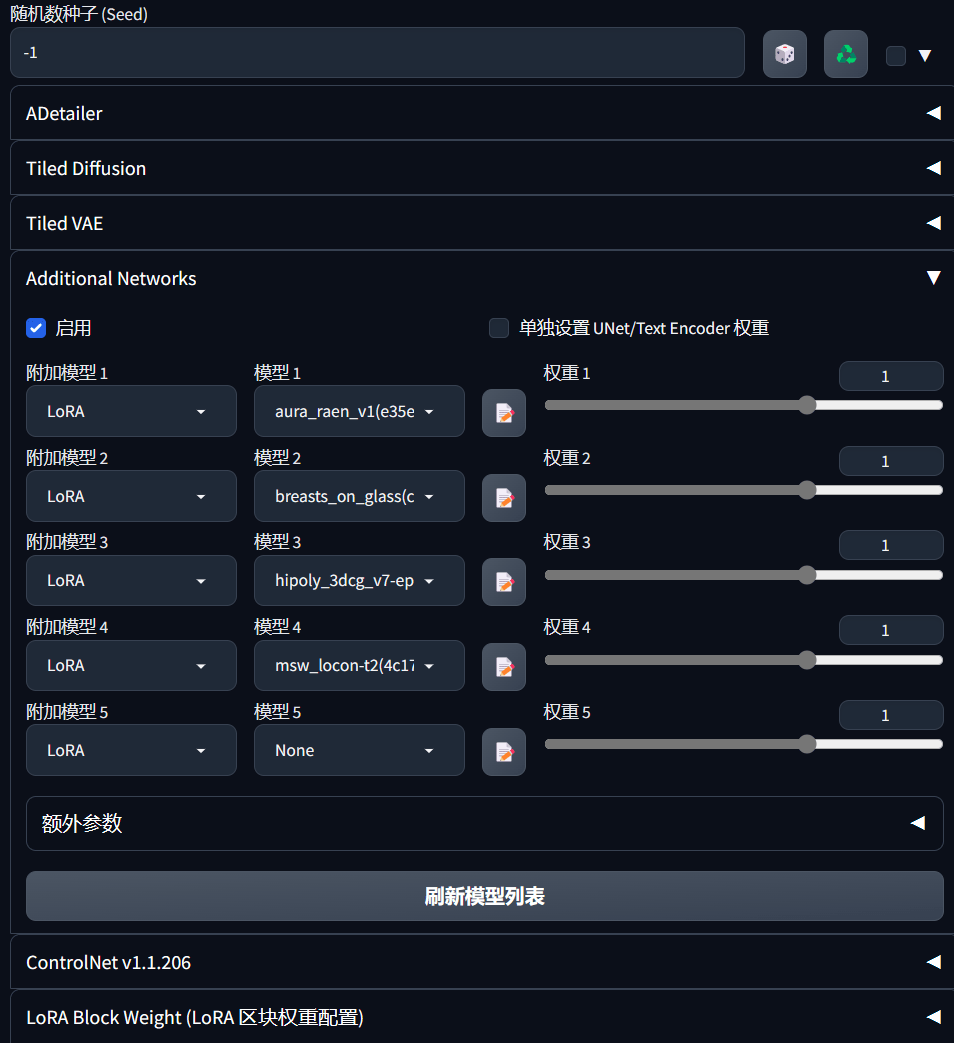 随机数种子 (Seed)
-1
ADetailer
Tiled Diffusion
Tiled VAE
Additional Networks
启用
单独设置 UNet/Text Encoder 权重
附加模型 1
模型 1
权重 1
1
LoRA
aura_raen_v1(e35e
附加模型 2
模型 2
权重 2
1
LoRA
breasts_on_glass(c
附加模型 3
模型 3
权重 3
1
LoRA
hipoly_3dcg_v7-ep
附加模型 4
模型 4
权重 4
1
LoRA
msw_locon-t2(4c17
附加模型 5
模型 5
权重 5
1
LoRA
None
额外参数
刷新模型列表
ControlNet v1.1.206
LoRA Block Weight (LoRA 区块权重配置)